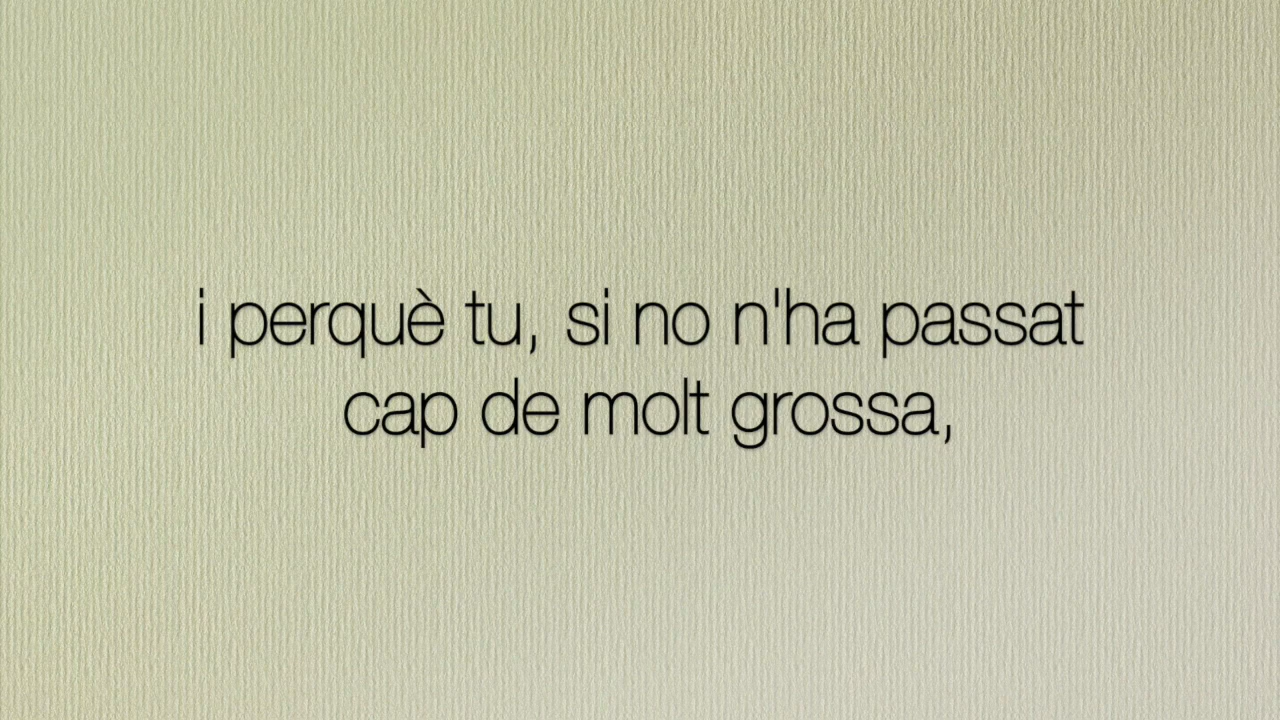 i perquè tu, si no n'ha passat
cap de molt grossa,